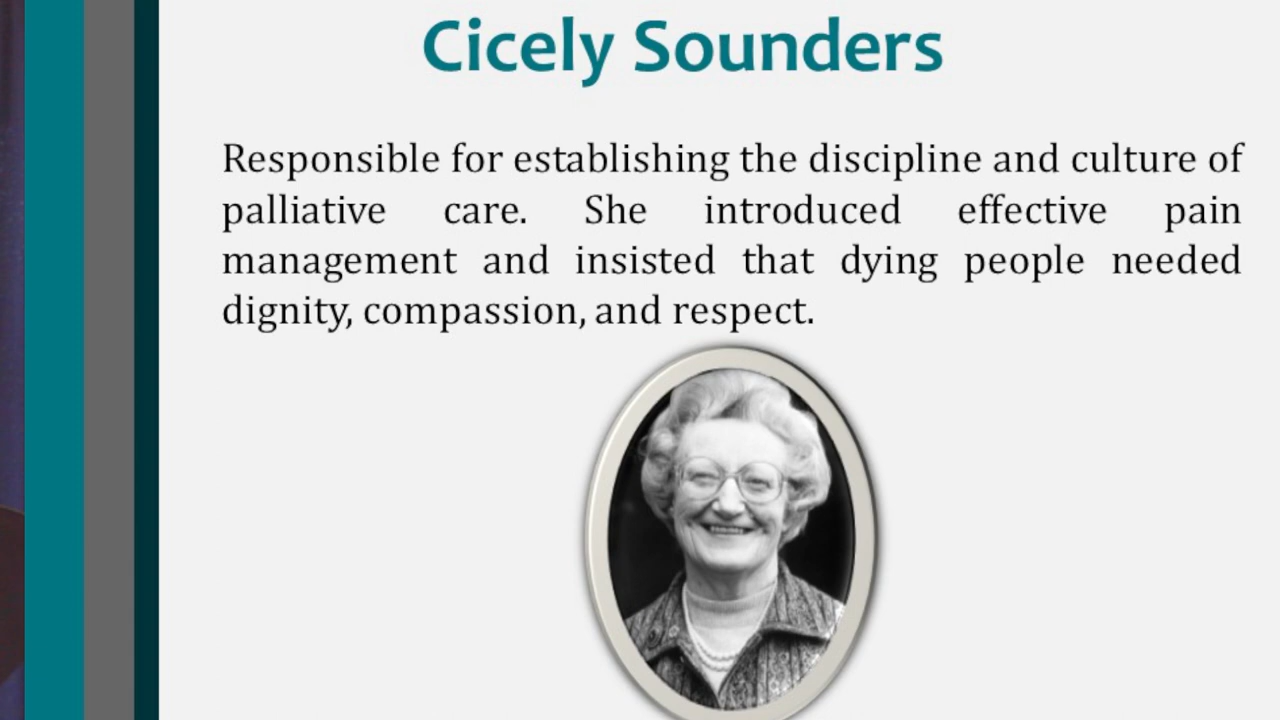 Cicely Sounders
Responsible for establishing the discipline and culture of
palliative care. She introduced effective pain
management and insisted that dying people needed
dignity, compassion, and respect.